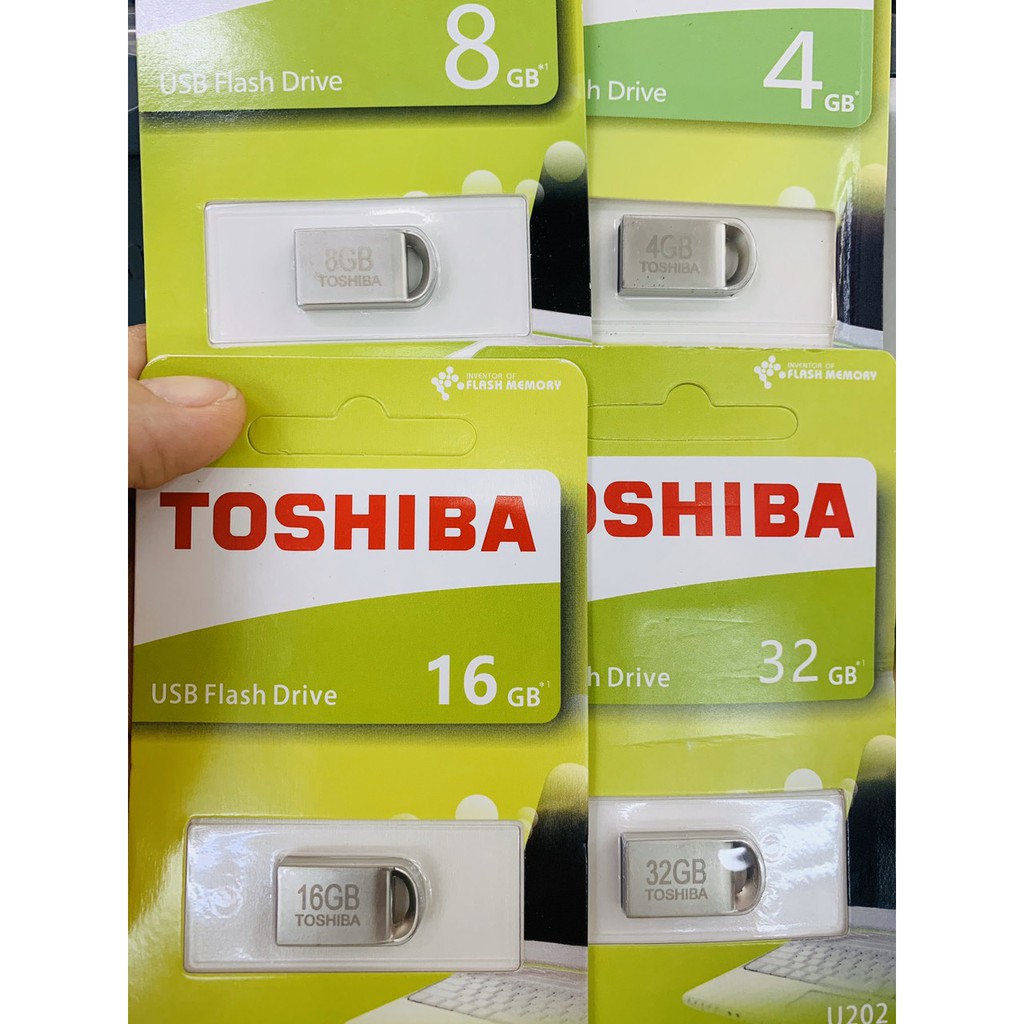 8 GB*1
USB Flash Drive
8GB
TOSHIBA
4 GB*
h Drive
4GB
TOSHIBA
INVENTOR OF
FLASH MEMORY
TOSHIBA
16 GB*1
USB Flash Drive
16GB
TOSHIBA
INVENTOR OF
FLASH MEMORY
OSHIBA
32 GB*1
h Drive
32GB
TOSHIBA
U202